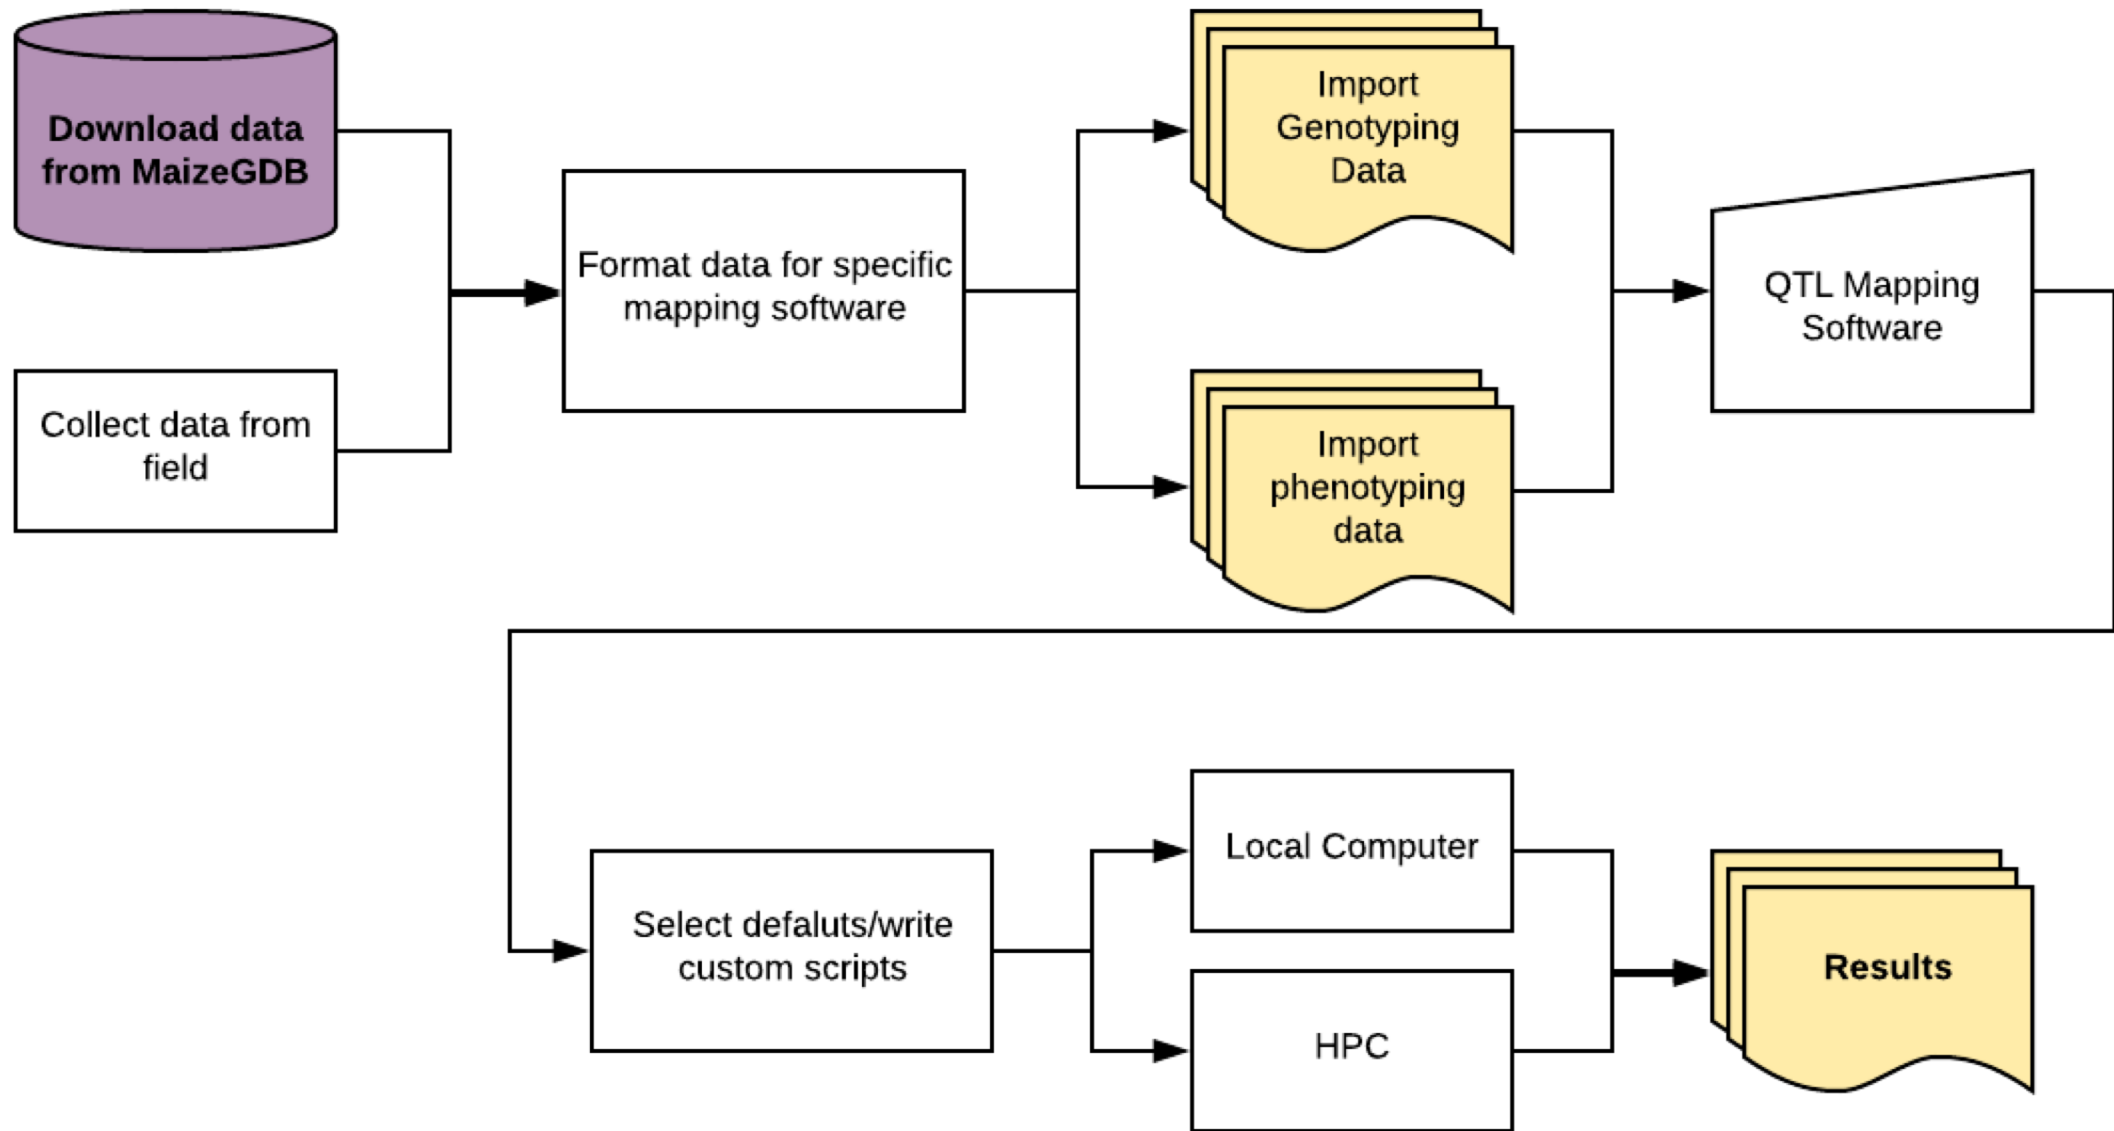 Download data
from MaizeGDB
Collect data from
field
Format data for specific
mapping software
Import
Genotyping
Data
Import
phenotyping
data
QTL Mapping
Software
Select defaluts/write
custom scripts
Local Computer
HPC
Results